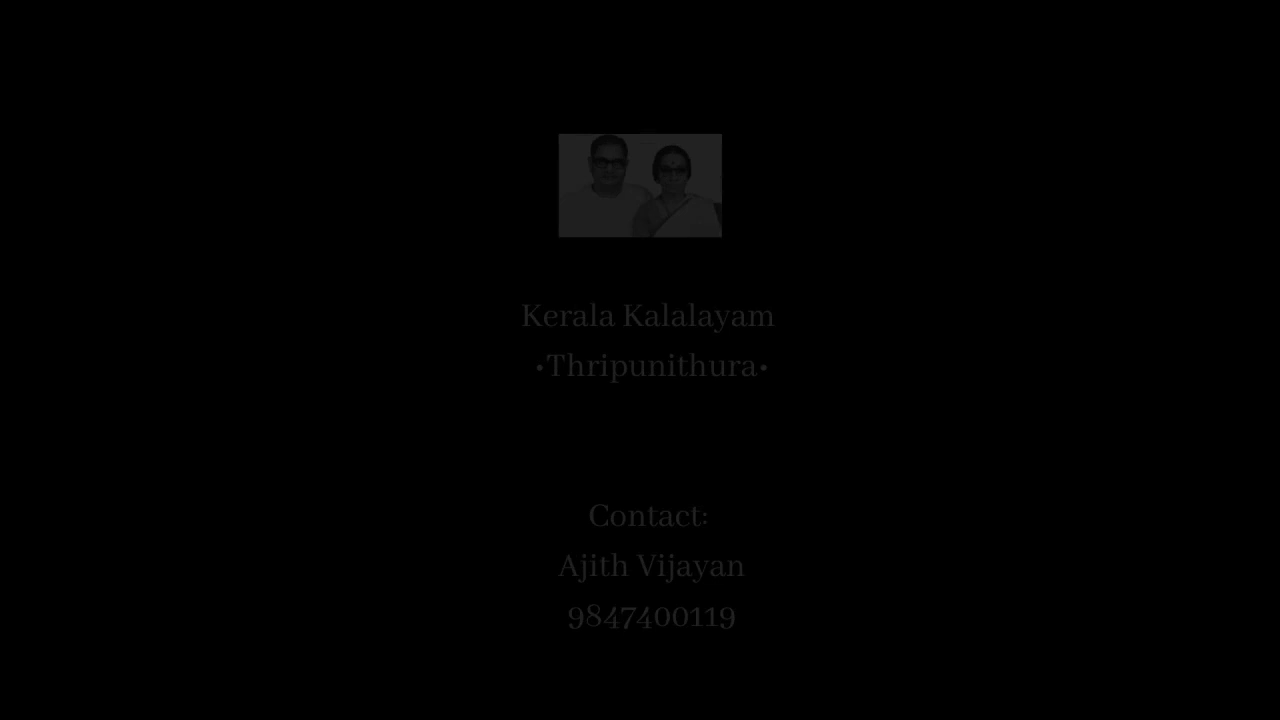 Kerala Kalalayam
•Thripunithura•
Contact:
Ajith Vijayan
9847400119